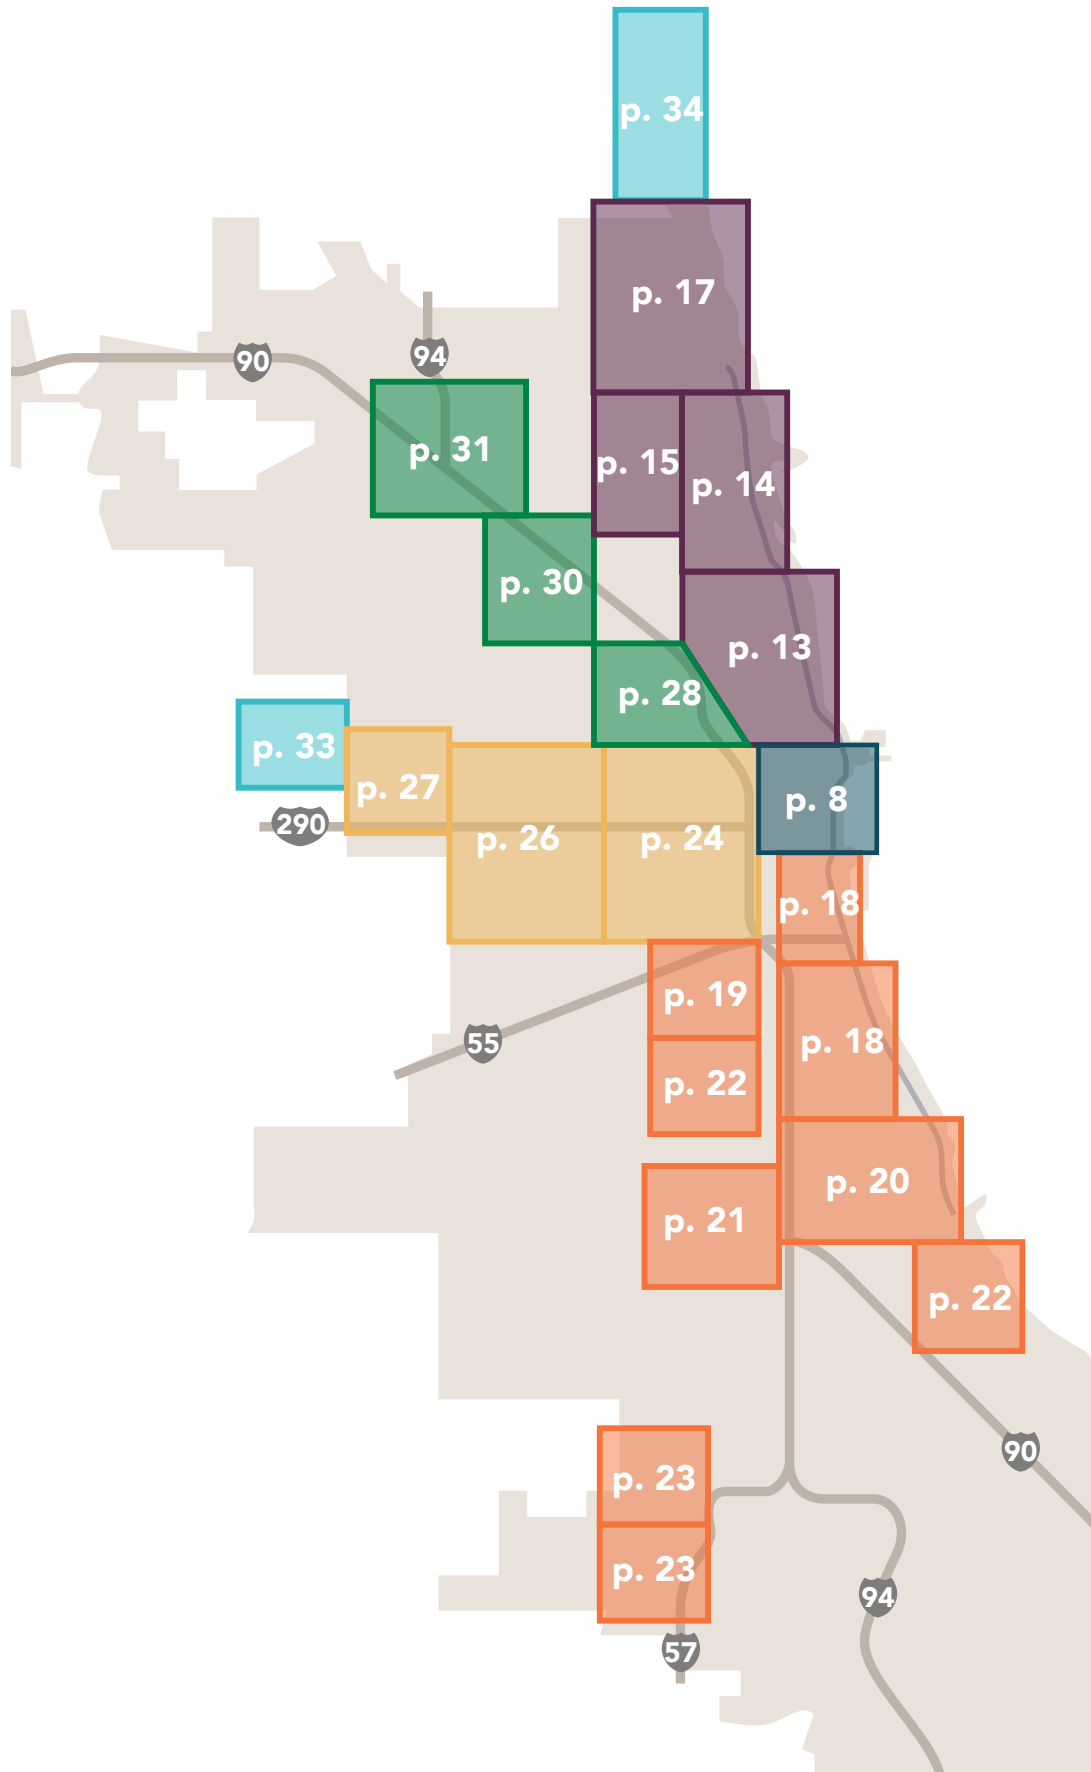 p. 34
p. 17
94
90
p. 31
p. 15
p. 14
p. 30
p. 13
p. 28
p. 33
p. 27
p. 8
290
p. 26
p. 24
p. 18
p. 19
55
p. 18
p. 22
p. 20
p. 21
p. 22
90
p. 23
p. 23
94
57